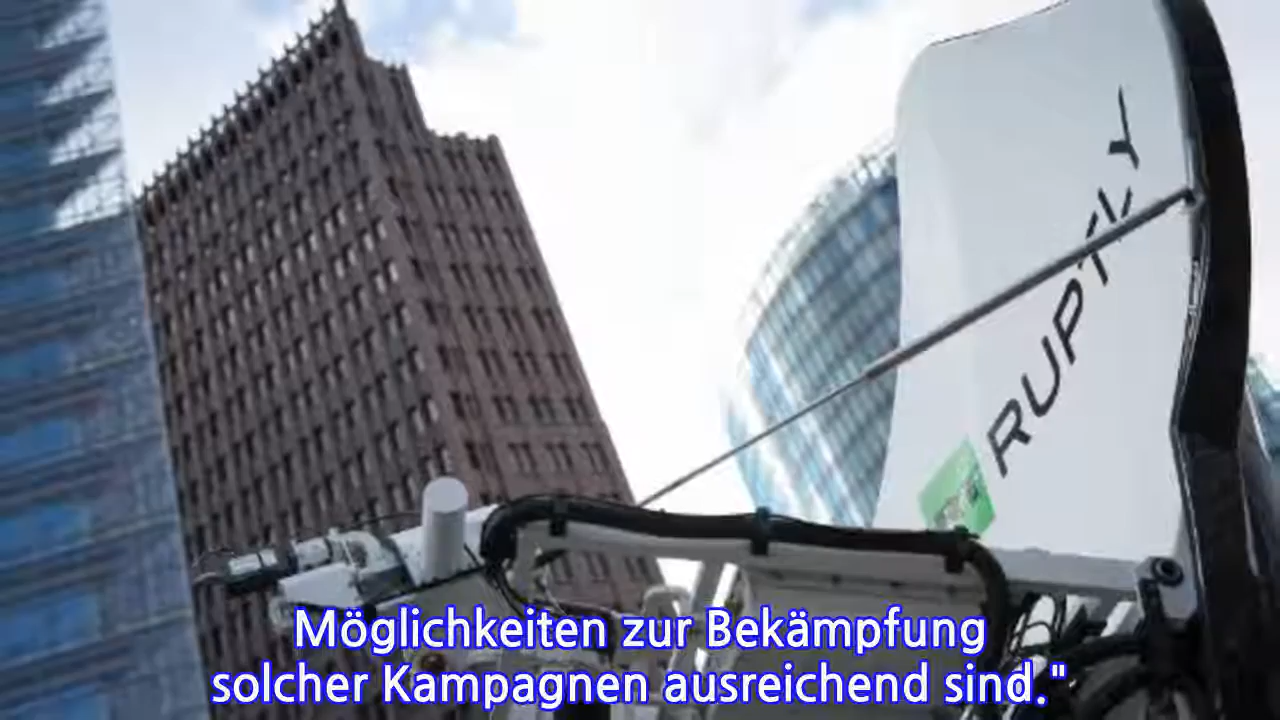 RUPTLY
Möglichkeiten zur Bekämpfung
solcher Kampagnen ausreichend sind."